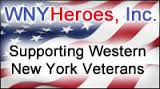 WNYHeroes, Inc.
Supporting Western
New York Veterans